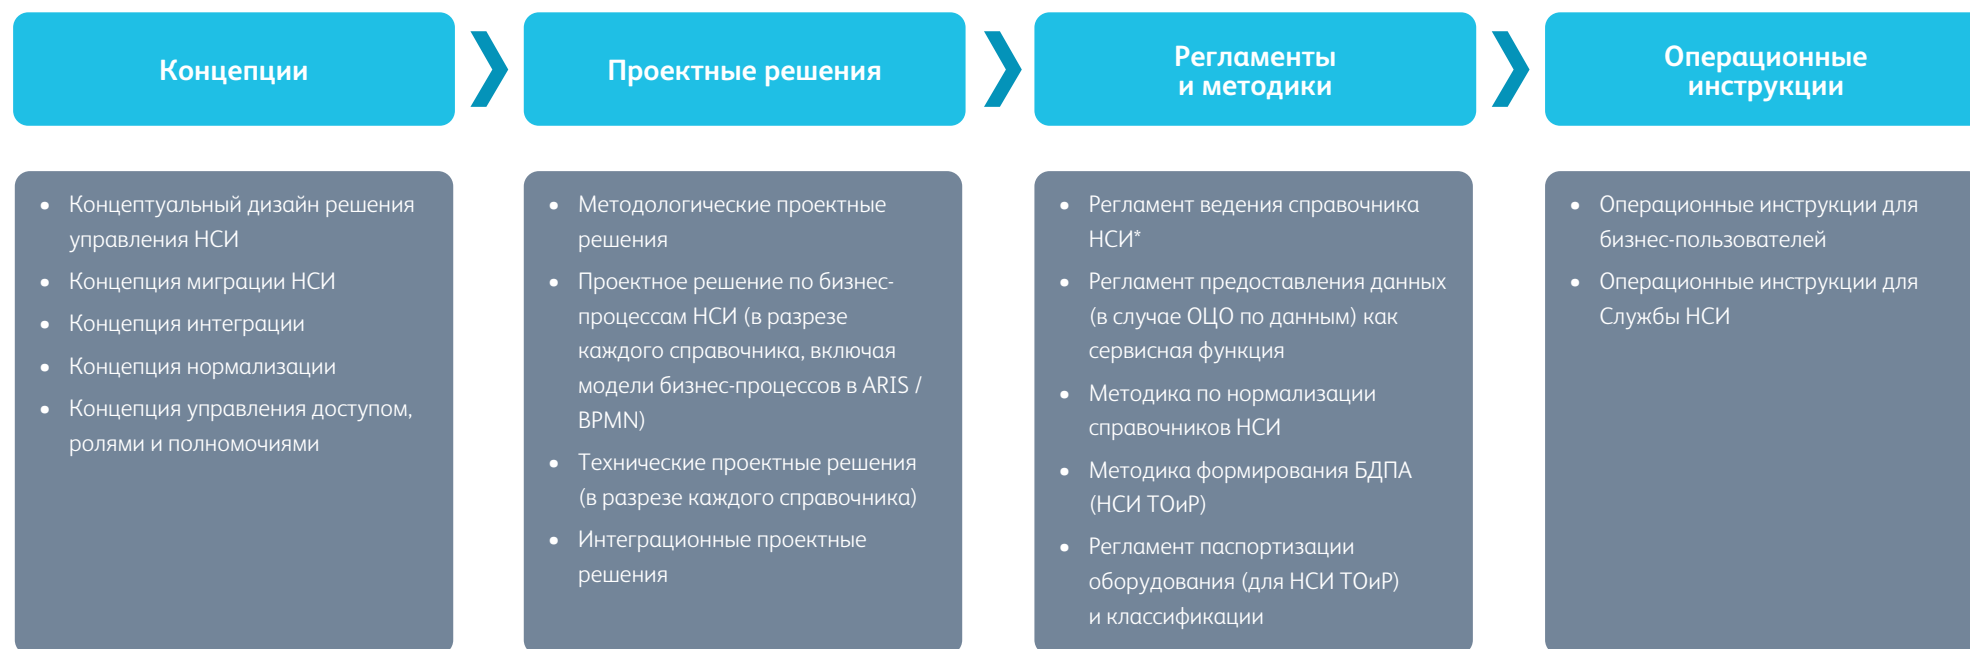 Концепции
Проектные решения
Регламенты
и методики
Операционные
инструкции
• Концептуальный дизайн решения
управления НСИ
• Концепция миграции НСИ
• Концепция интеграции
• Концепция нормализации
• Концепция управления доступом,
ролями и полномочиями
• Методологические проектные
решения
• Проектное решение по бизнес-
процессам НСИ (в разрезе
каждого справочника, включая
модели бизнес-процессов в ARIS /
BPMN)
• Технические проектные решения
(в разрезе каждого справочника)
• Интеграционные проектные
решения
• Регламент ведения справочника
НСИ*
• Регламент предоставления данных
(в случае ОЦО по данным) как
сервисная функция
• Методика по нормализации
справочников НСИ
• Методика формирования БДПА
(НСИ ТОиР)
• Регламент паспортизации
оборудования (для НСИ ТОиР)
и классификации
• Операционные инструкции для
бизнес-пользователей
• Операционные инструкции для
Службы НСИ